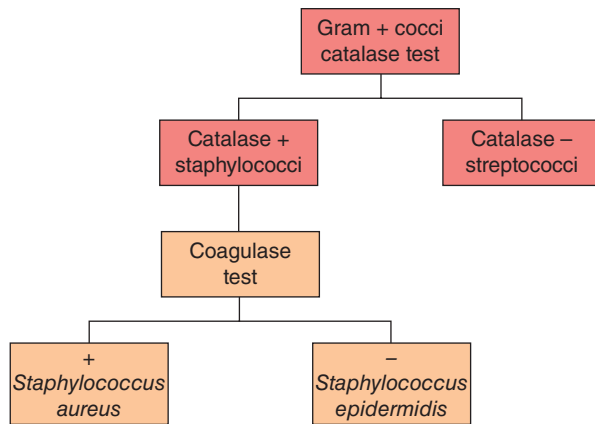 Gram + cocci
catalase test
Catalase +
staphylococci
Catalase –
streptococci
Coagulase
test
+
Staphylococcus
aureus
–
Staphylococcus
epidermidis